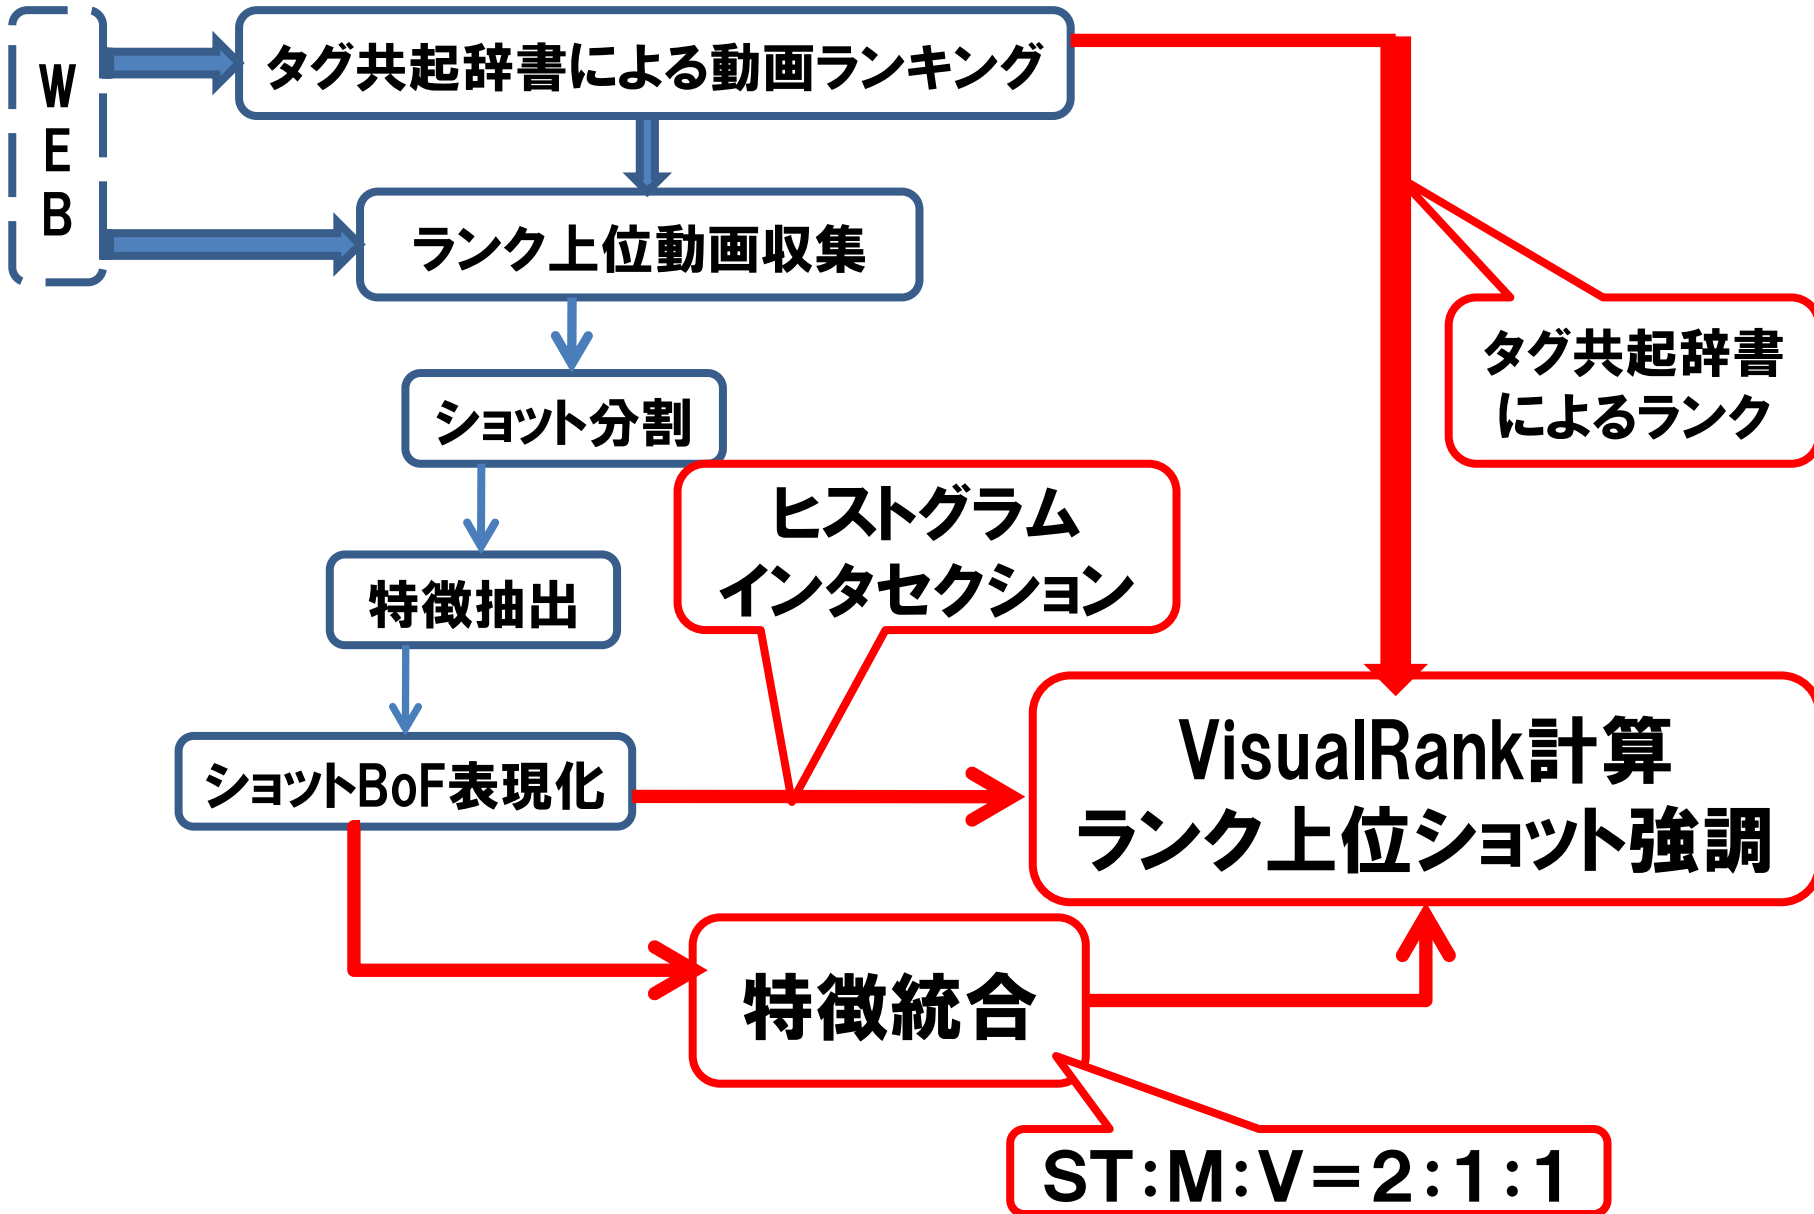 WEB
タグ共起辞書による動画ランキング
ランク上位動画収集
ショット分割
特徴抽出
ショットBoF表現化
ヒストグラム
インタセクション
タグ共起辞書
によるランク
VisualRank計算
ランク上位ショット強調
特徴統合
ST:M:V=2:1:1